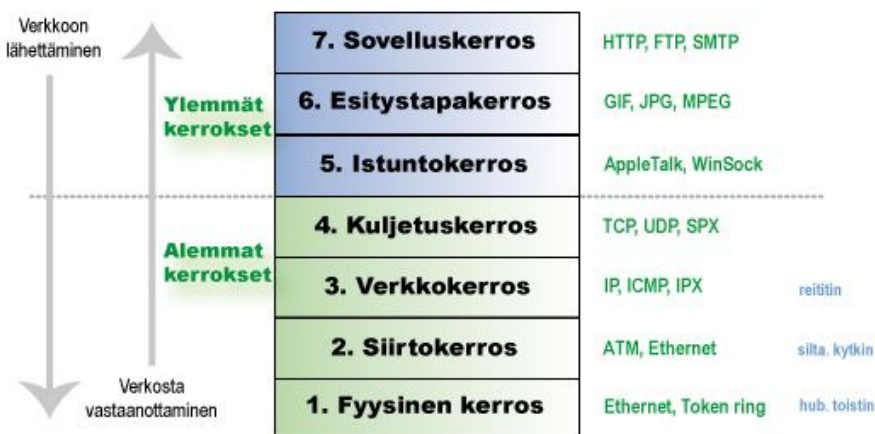 Verkkoon
lähettäminen
7. Sovelluskerros
HTTP, FTP, SMTP
Ylemmät
kerrokset
6. Esitystapakerros
GIF, JPG, MPEG
5. Istuntokerros
AppleTalk, WinSock
4. Kuljetuskerros
TCP, UDP, SPX
Alemmat
kerrokset
3. Verkkokerros
IP, ICMP, IPX
reititin
2. Siirtokerros
ATM, Ethernet
silta. kytkin
Verkosta
vastaanottaminen
1. Fyysinen kerros
Ethernet, Token ring
hub. toistin